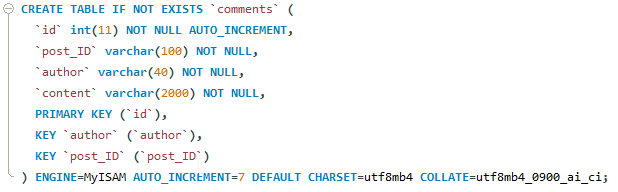 CREATE TABLE IF NOT EXISTS `comments` (
`id` int(11) NOT NULL AUTO_INCREMENT,
`post_ID` varchar(100) NOT NULL,
`author` varchar(40) NOT NULL,
`content` varchar(2000) NOT NULL,
PRIMARY KEY (`id`),
KEY `author` (`author`),
KEY `post_ID` (`post_ID`)
) ENGINE=MyISAM AUTO_INCREMENT=7 DEFAULT CHARSET=utf8mb4 COLLATE=utf8mb4_0900_ai_ci;